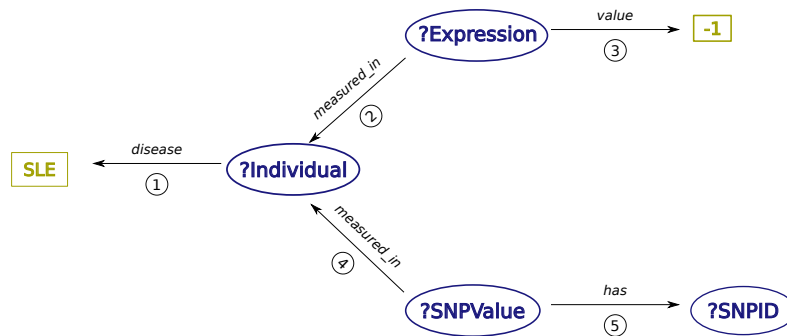 ?Expression
value
-1
3
measured_in
2
disease
SLE
?Individual
1
measured_in
4
?SNPValue
has
?SNPID
5